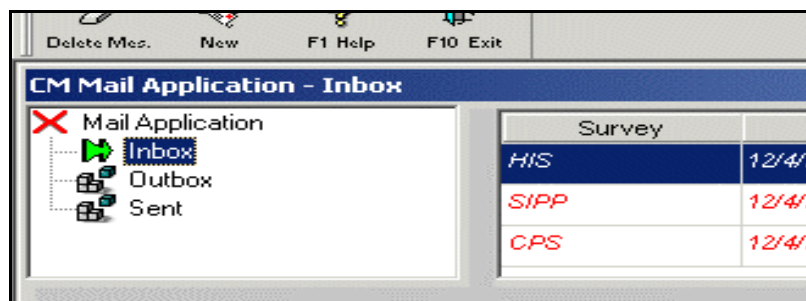 Delete Mes. New F1 Help F10 Exit
CM Mail Application - Inbox
Mail Application
Inbox
Outbox
Sent
Survey
HIS 12/4/
SIPP 12/4/
CPS 12/4/